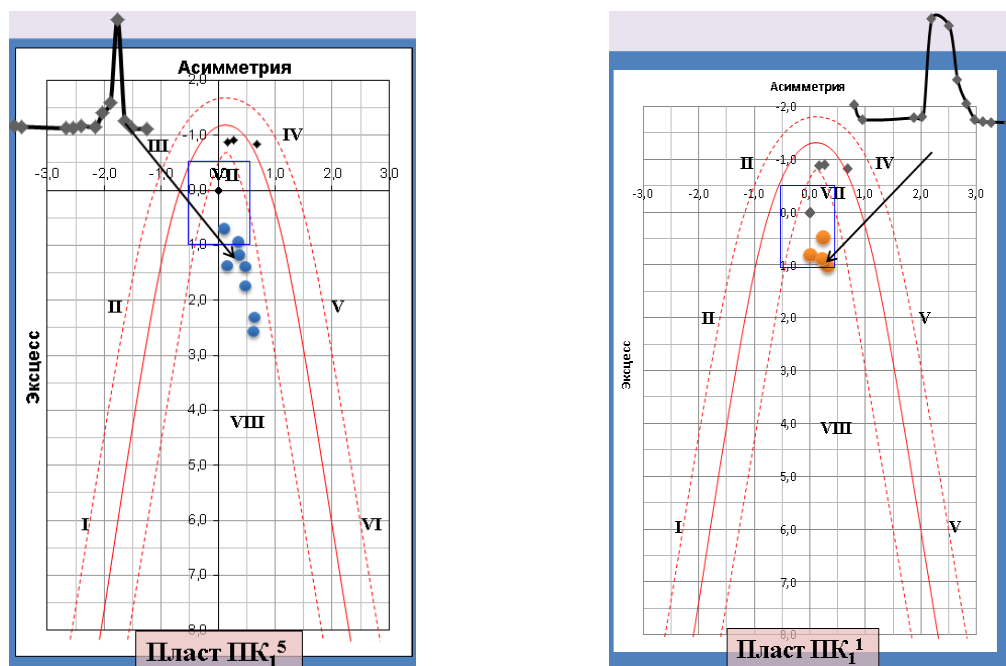 Асимметрия
-2,0
-1,0
III
IV
-3,0 -2,0 -1,0 0,0 1,0 2,0 3,0
VII
0,0
1,0
II
V
2,0
3,0
Эксцесс
4,0
VIII
5,0
I
6,0
VI
7,0
8,0
Пласт ПК₁⁵
Асимметрия
-2,0
II
IV
-1,0
-3,0 -2,0 -1,0 0,0 1,0 2,0 3,0
VII
0,0
1,0
II
2,0
V
Эксцесс
3,0
4,0
VIII
5,0
I
6,0
V
7,0
8,0
Пласт ПК₁¹